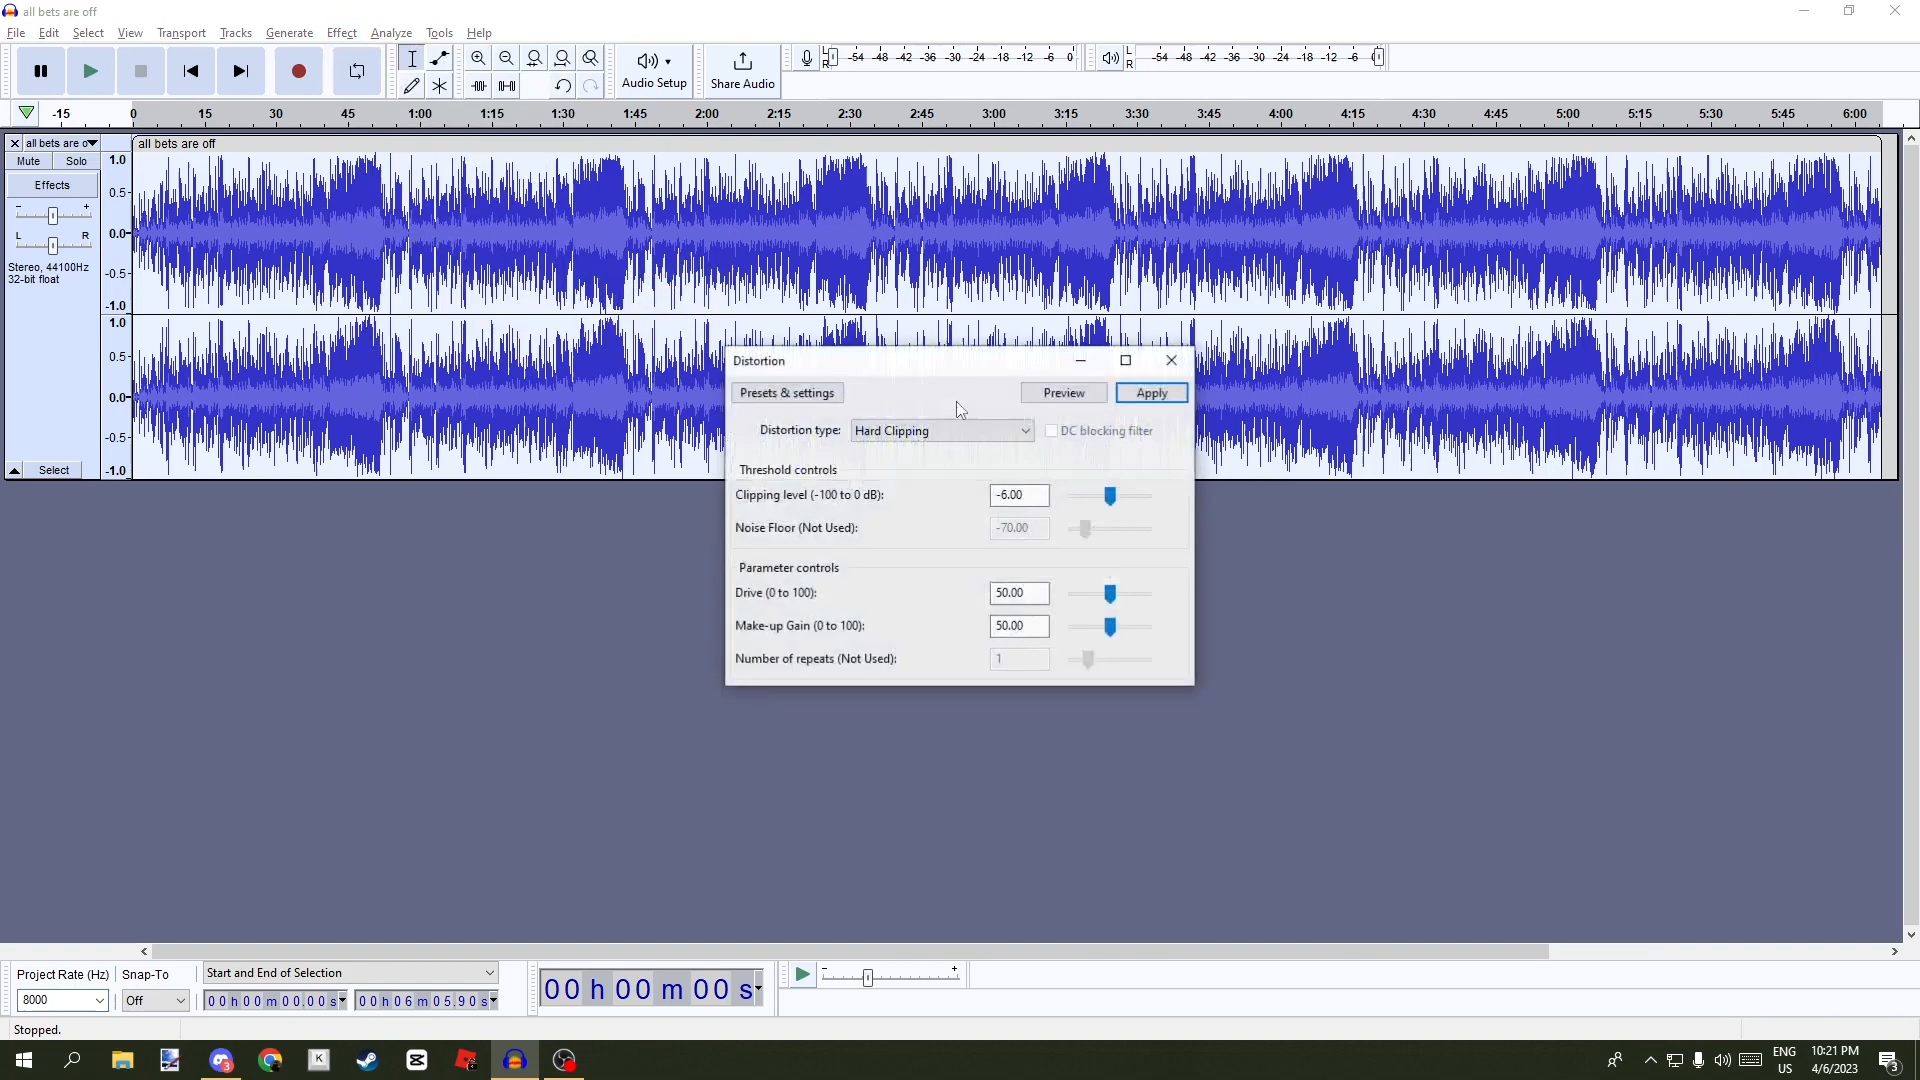 all bets are off
File Edit Select View Transport Tracks Generate Effect Analyze Tools Help
Audio Setup
Share Audio
L R -54 -48 -42 -36 -30 -24 -18 -12 -6 0
L R -54 -48 -42 -36 -30 -24 -18 -12 -6 0
-15 0 15 30 45 1:00 1:15 1:30 1:45 2:00 2:15 2:30 2:45 3:00 3:15 3:30 3:45 4:00 4:15 4:30 4:45 5:00 5:15 5:30 5:45 6:00
all bets are o
all bets are off
Mute Solo
Effects
- +
L R
Stereo, 44100Hz
32-bit float
Select
1.0
0.5-
0.0-
-0.5-
-1.0
1.0
0.5-
0.0-
-0.5-
-1.0
Distortion
Presets & settings Preview Apply
Distortion type: Hard Clipping DC blocking filter
Threshold controls
Clipping level (-100 to 0 dB): -6.00
Noise Floor (Not Used): -70.00
Parameter controls
Drive (0 to 100): 50.00
Make-up Gain (0 to 100): 50.00
Number of repeats (Not Used): 1
Project Rate (Hz) Snap-To Start and End of Selection
8000 Off 00h00m00.00s 00h06m05.90s
00 h 00 m 00 s
- +
Stopped.
3
K
ENG
US
10:21 PM
4/6/2023
3